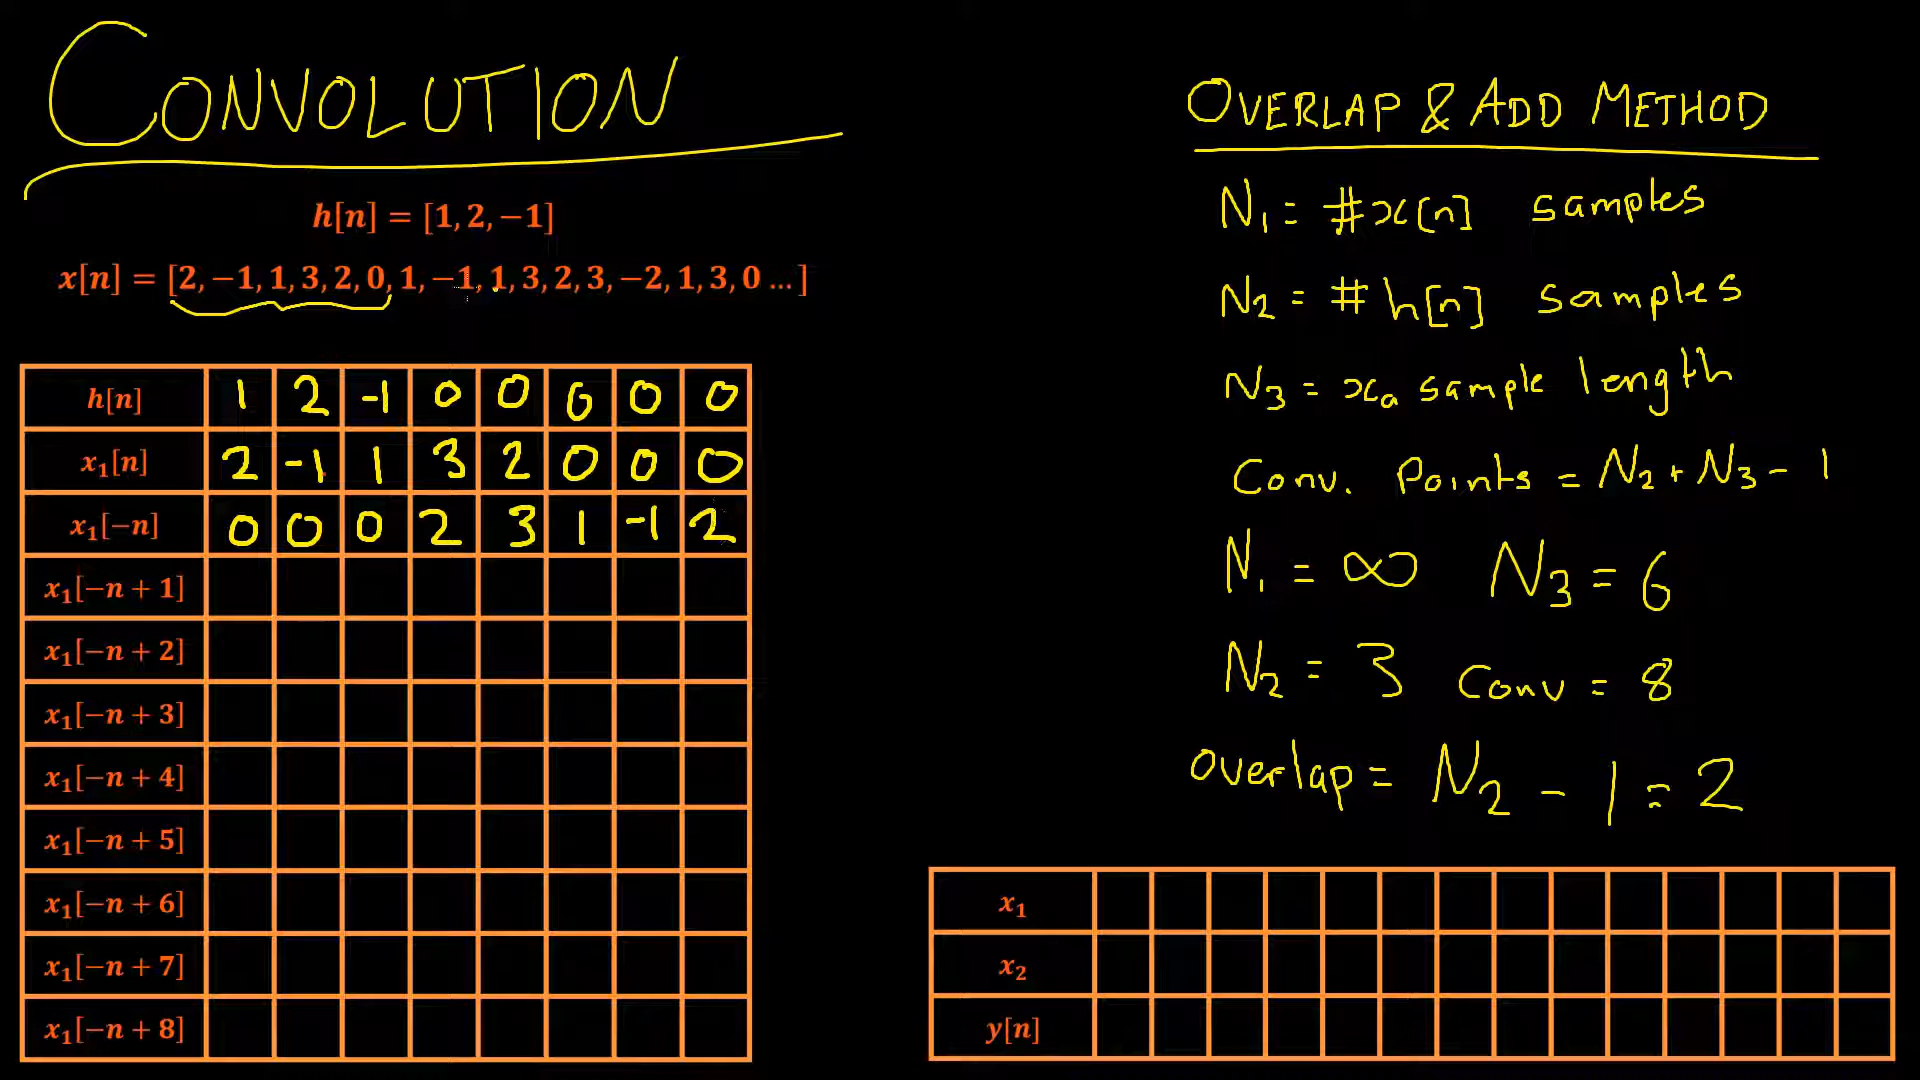 CONVOLUTION
h[n] = [1, 2, −1]
x[n] = [2, −1, 1, 3, 2, 0, 1, −1, 1, 3, 2, 3, −2, 1, 3, 0 ... ]
h[n] 1 2 -1 0 0 0 0 0
x₁[n] 2 -1 1 3 2 0 0 0
x₁[−n] 0 0 0 2 3 1 -1 2
x₁[−n + 1]
x₁[−n + 2]
x₁[−n + 3]
x₁[−n + 4]
x₁[−n + 5]
x₁[−n + 6]
x₁[−n + 7]
x₁[−n + 8]
OVERLAP & ADD METHOD
N₁ = #x[n] samples
N₂ = # h[n] samples
N₃ = xₐ sample length
Conv. Points = N₂ + N₃ - 1
N₁ = ∞ N₃ = 6
N₂ = 3 Conv = 8
overlap = N₂ - 1 = 2
x₁
x₂
y[n]